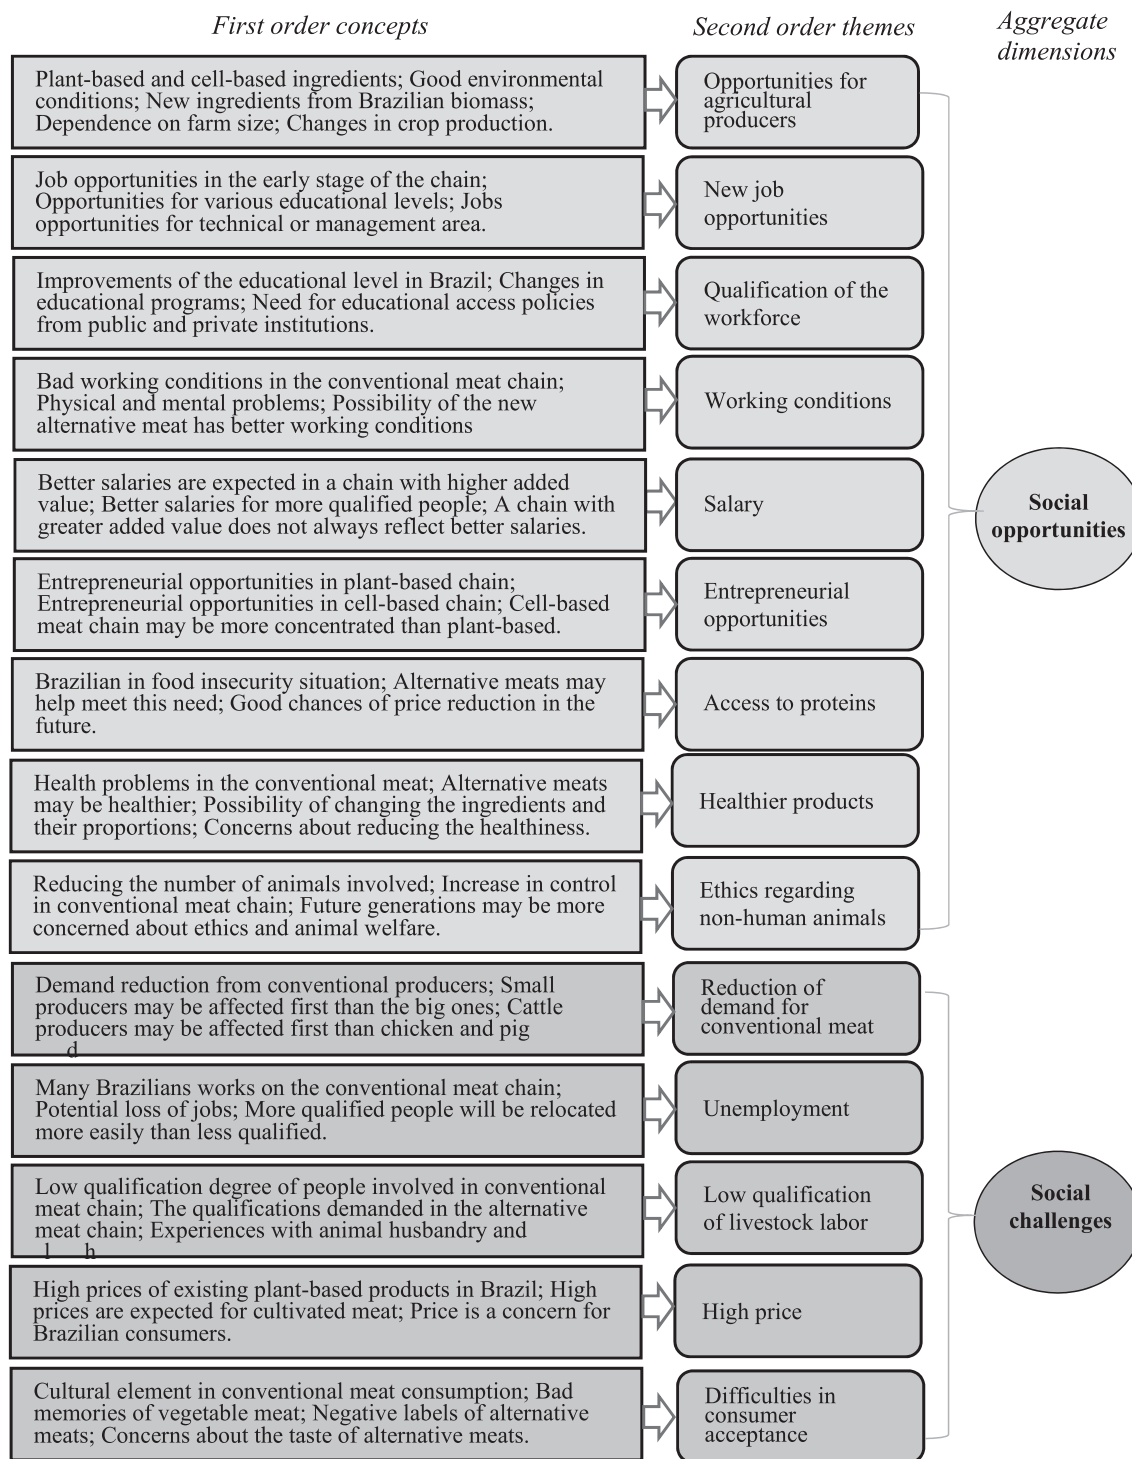 First order concepts
Second order themes
Aggregate
dimensions
Plant-based and cell-based ingredients; Good environmental
conditions; New ingredients from Brazilian biomass;
Dependence on farm size; Changes in crop production.
Opportunities for
agricultural
producers
Job opportunities in the early stage of the chain;
Opportunities for various educational levels; Jobs
opportunities for technical or management area.
New job
opportunities
Improvements of the educational level in Brazil; Changes in
educational programs; Need for educational access policies
from public and private institutions.
Qualification of the
workforce
Bad working conditions in the conventional meat chain;
Physical and mental problems; Possibility of the new
alternative meat has better working conditions
Working conditions
Better salaries are expected in a chain with higher added
value; Better salaries for more qualified people; A chain with
greater added value does not always reflect better salaries.
Salary
Social
opportunities
Entrepreneurial opportunities in plant-based chain;
Entrepreneurial opportunities in cell-based chain; Cell-based
meat chain may be more concentrated than plant-based.
Entrepreneurial
opportunities
Brazilian in food insecurity situation; Alternative meats may
help meet this need; Good chances of price reduction in the
future.
Access to proteins
Health problems in the conventional meat; Alternative meats
may be healthier; Possibility of changing the ingredients and
their proportions; Concerns about reducing the healthiness.
Healthier products
Reducing the number of animals involved; Increase in control
in conventional meat chain; Future generations may be more
concerned about ethics and animal welfare.
Ethics regarding
non-human animals
Demand reduction from conventional producers; Small
producers may be affected first than the big ones; Cattle
producers may be affected first than chicken and pig
d
Reduction of
demand for
conventional meat
Many Brazilians works on the conventional meat chain;
Potential loss of jobs; More qualified people will be relocated
more easily than less qualified.
Unemployment
Low qualification degree of people involved in conventional
meat chain; The qualifications demanded in the alternative
meat chain; Experiences with animal husbandry and
l h
Low qualification
of livestock labor
Social
challenges
High prices of existing plant-based products in Brazil; High
prices are expected for cultivated meat; Price is a concern for
Brazilian consumers.
High price
Cultural element in conventional meat consumption; Bad
memories of vegetable meat; Negative labels of alternative
meats; Concerns about the taste of alternative meats.
Difficulties in
consumer
acceptance